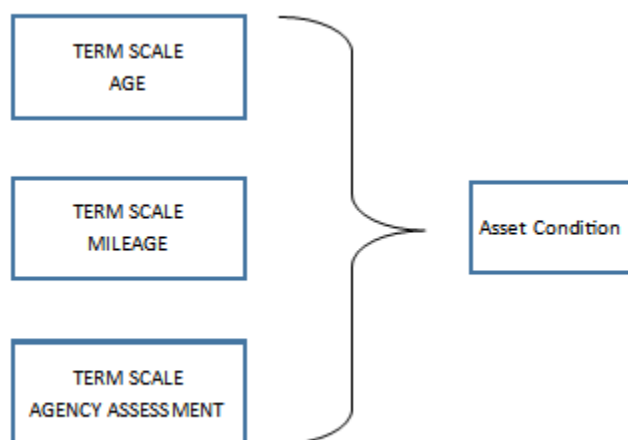 TERM SCALE
AGE
TERM SCALE
MILEAGE
Asset Condition
TERM SCALE
AGENCY ASSESSMENT